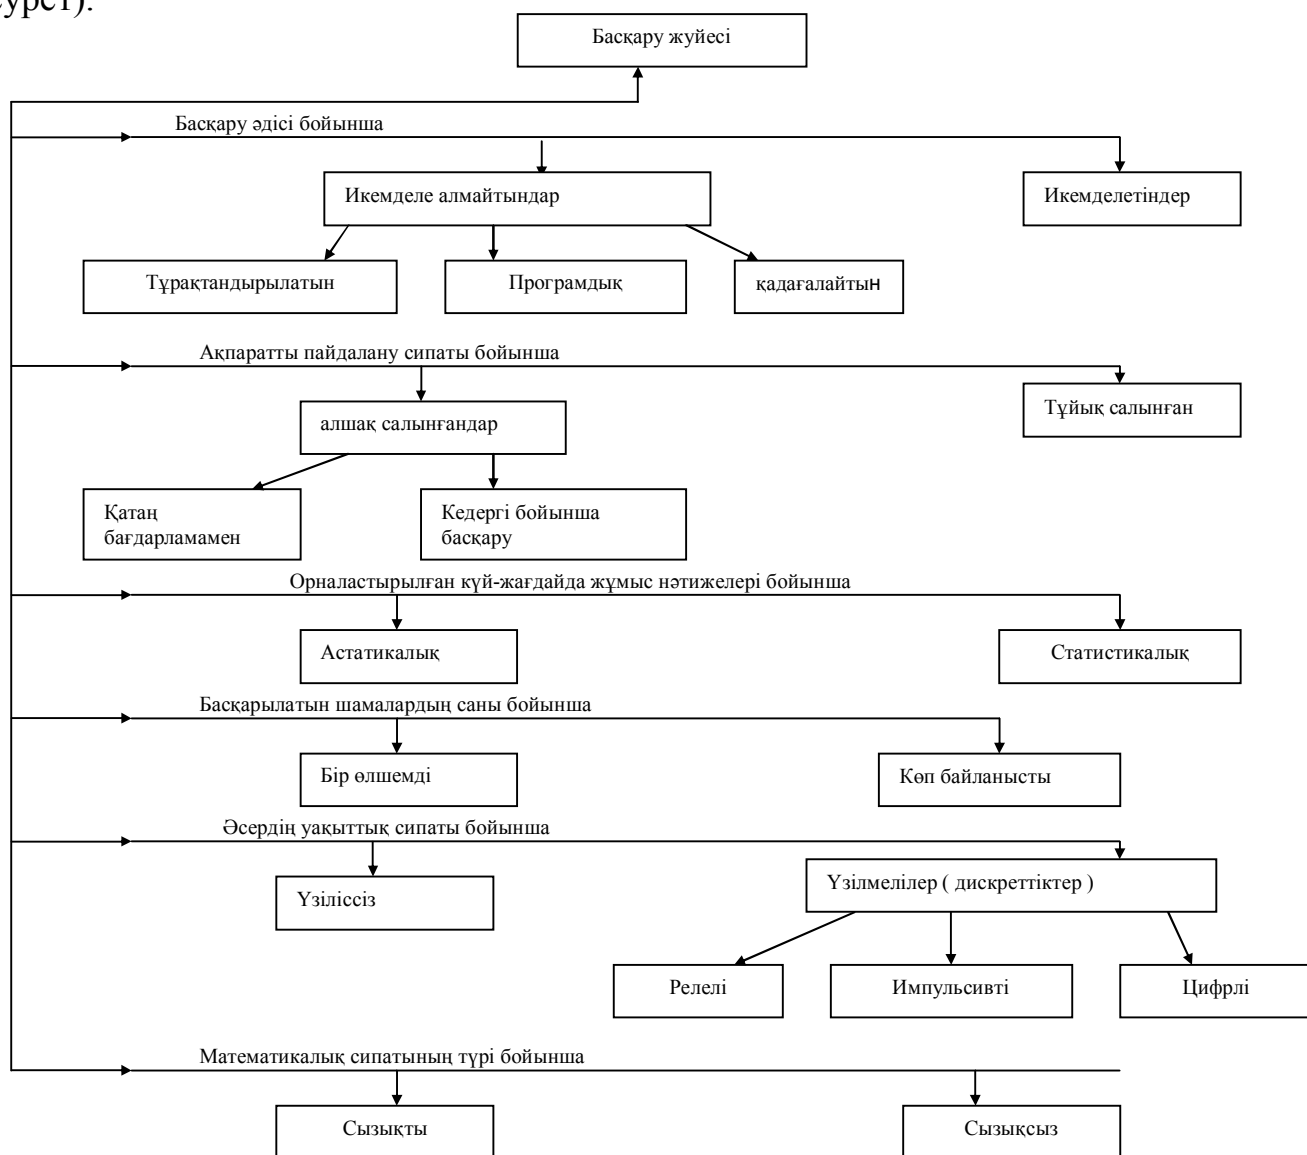 сурет).
Басқару жуйесі
Басқару әдісі бойынша
Икемделе алмайтындар
Икемделетіндер
Тұрақтандырылатын
Програмдық
қадағалайтын
Ақпаратты пайдалану сипаты бойынша
алшақ салынғандар
Тұйық салынған
Қатаң
бағдарламамен
Кедергі бойынша
басқару
Орналастырылған күй-жағдайда жұмыс нәтижелері бойынша
Астатикалық
Статистикалық
Басқарылатын шамалардың саны бойынша
Бір өлшемді
Көп байланысты
Әсердің уақыттық сипаты бойынша
Үзіліссіз
Үзілмелілер ( дискреттіктер )
Релелі
Импульсивті
Цифрлі
Математикалық сипатының түрі бойынша
Сызықты
Сызықсыз